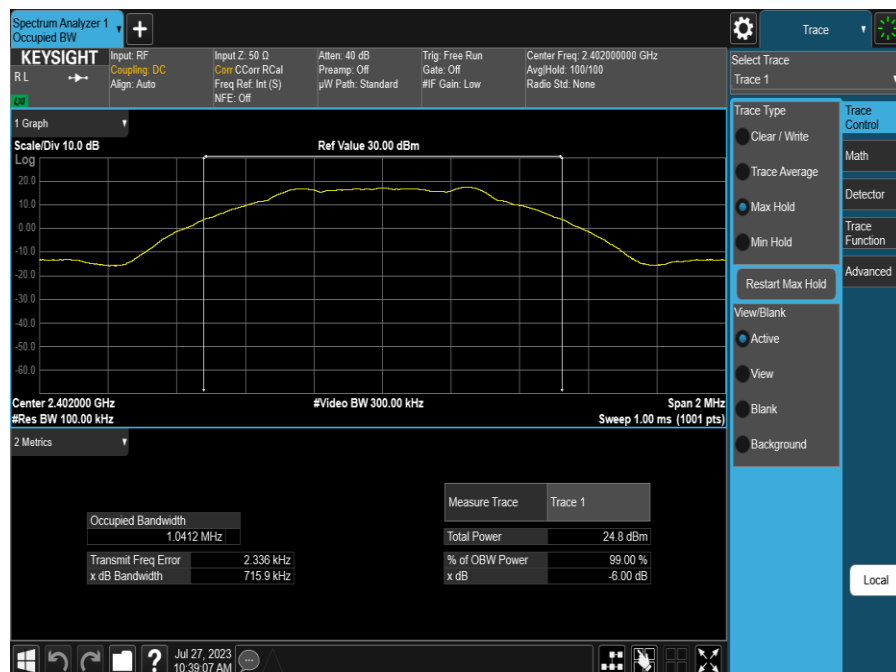 Spectrum Analyzer 1
Occupied BW
+
Trace
KEYSIGHT
R L
LXI
Input: RF
Coupling: DC
Align: Auto
Input Z: 50 Ω
Corr CCorr RCal
Freq Ref: Int (S)
NFE: Off
Atten: 40 dB
Preamp: Off
µW Path: Standard
Trig: Free Run
Gate: Off
#IF Gain: Low
Center Freq: 2.402000000 GHz
Avg|Hold: 100/100
Radio Std: None
Select Trace
Trace 1
1 Graph
Scale/Div 10.0 dB
Ref Value 30.00 dBm
Log
20.0
10.0
0.00
-10.0
-20.0
-30.0
-40.0
-50.0
-60.0
Center 2.402000 GHz
#Video BW 300.00 kHz
Span 2 MHz
#Res BW 100.00 kHz
Sweep 1.00 ms (1001 pts)
2 Metrics
Measure Trace Trace 1
Occupied Bandwidth
1.0412 MHz
Total Power 24.8 dBm
Transmit Freq Error 2.336 kHz
% of OBW Power 99.00 %
x dB Bandwidth 715.9 kHz
x dB -6.00 dB
Trace Type
Clear / Write
Trace Average
Max Hold
Min Hold
Restart Max Hold
View/Blank
Active
View
Blank
Background
Trace
Control
Math
Detector
Trace
Function
Advanced
Local
?
Jul 27, 2023
10:39:07 AM